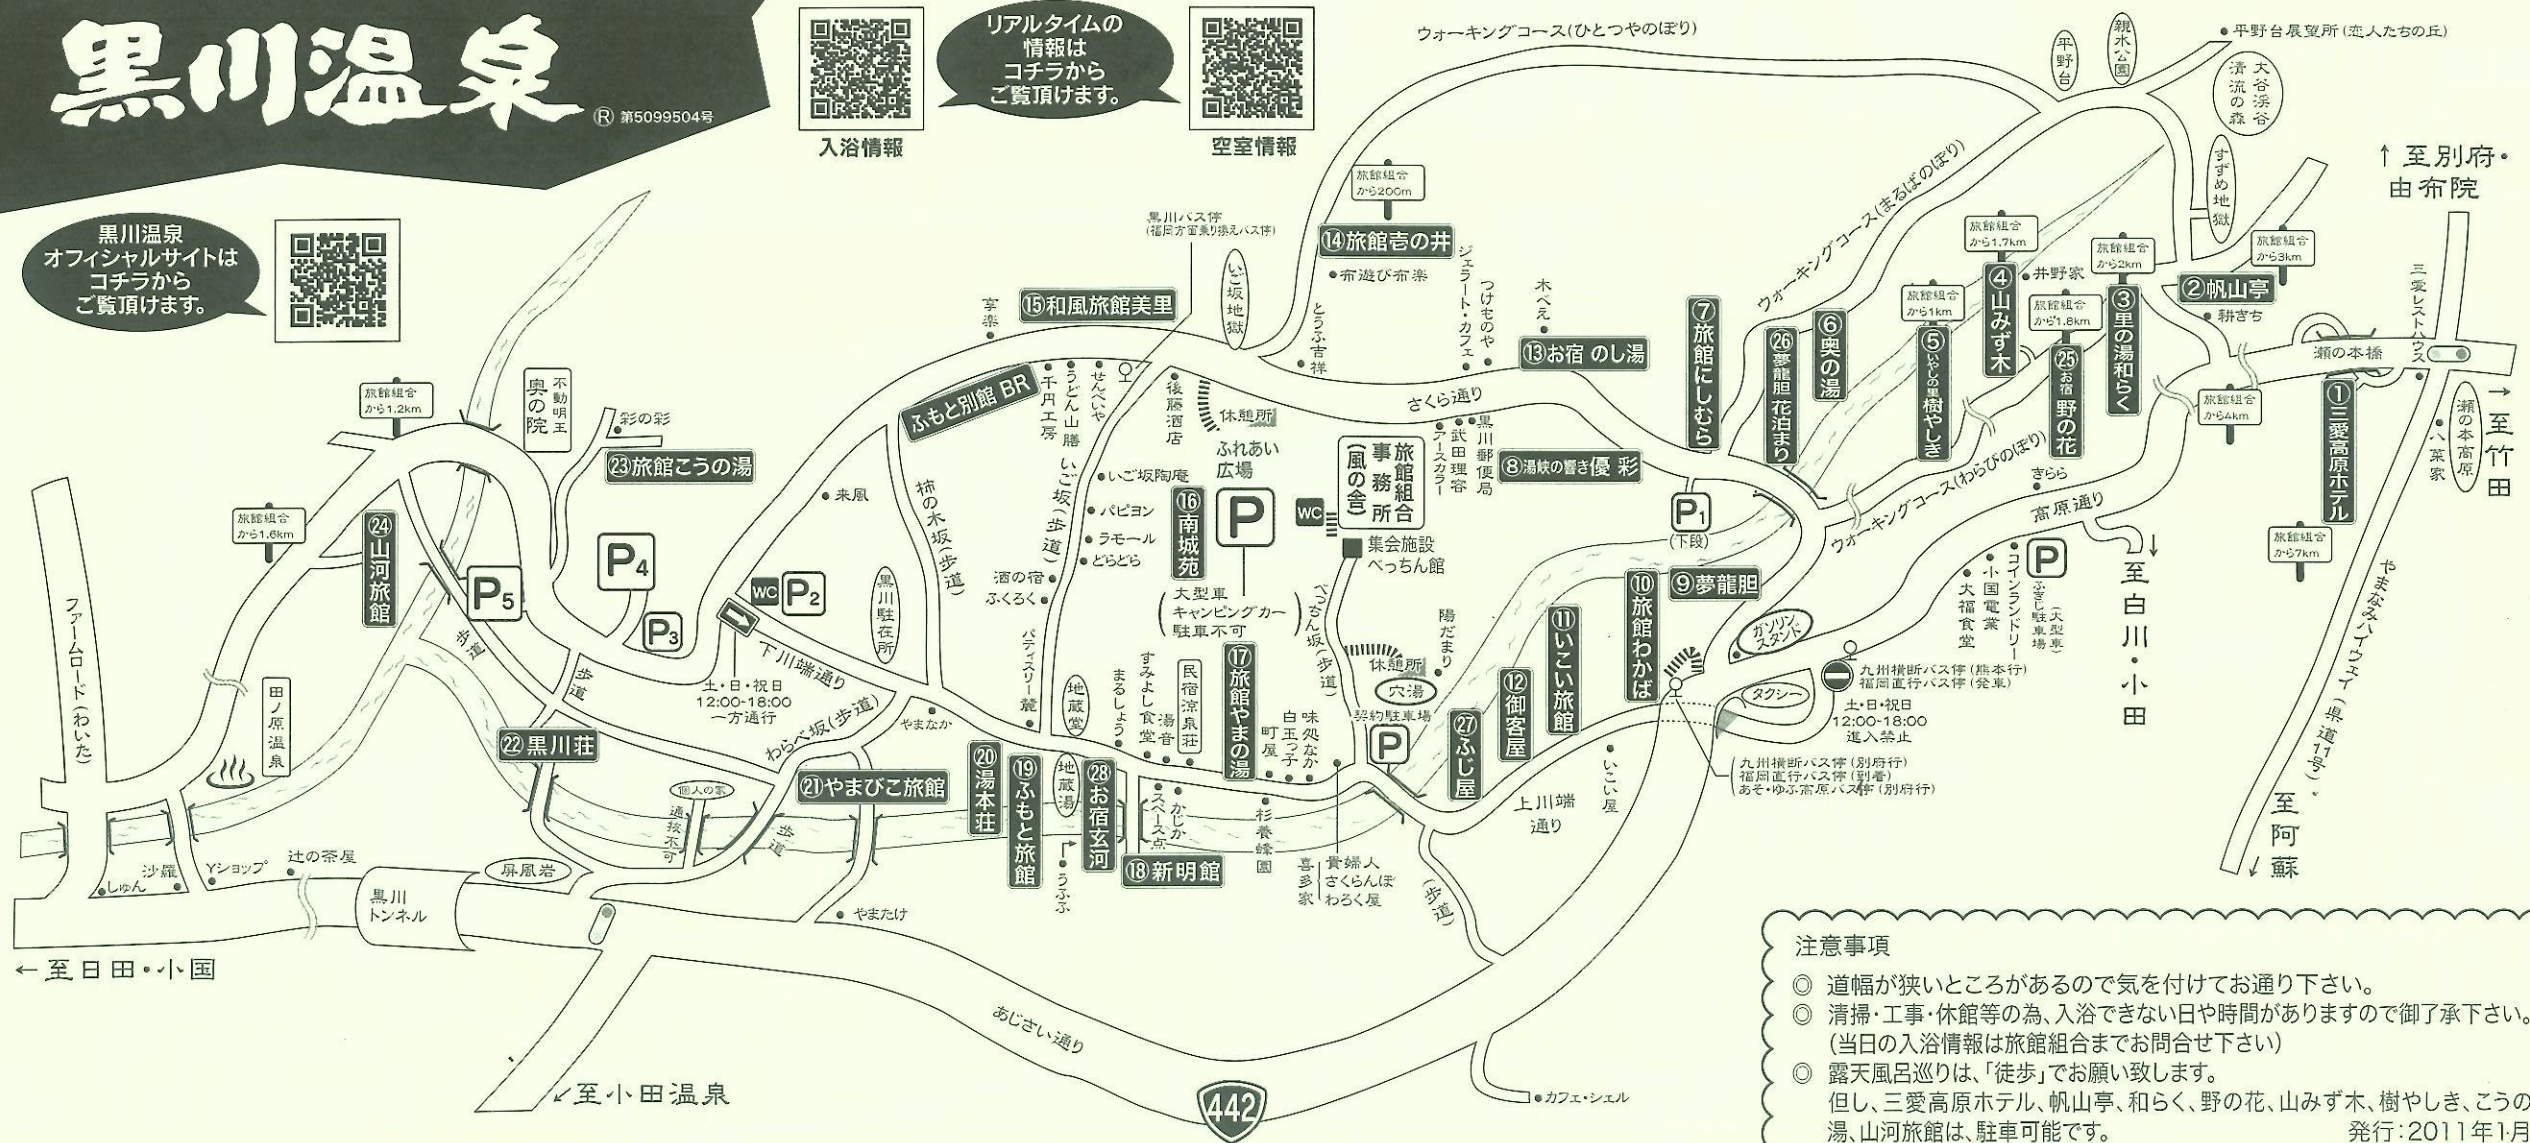 黒川温泉
Ⓡ 第5099504号
入浴情報
リアルタイムの
情報は
コチラから
ご覧頂けます。
空室情報
黒川温泉
オフィシャルサイトは
コチラから
ご覧頂けます。
ウォーキングコース(ひとつやのぼり)
平野台
親水公園
・平野台展望所(恋人たちの丘)
大谷渓谷
清流の森
すずめ地獄
↑至別府・
由布院
旅館組合
から200m
⑭旅館壱の井
・布遊び布楽
黒川バス停
(福岡方面乗り換えバス停)
いご坂地獄
とうふ吉祥
ジェラート・カフェ
つけものや
木べえ
ウォーキングコース(まるばのぼり)
旅館組合
から1.7km
④山みず木
・井野家
旅館組合
から2km
③里の湯和らく
旅館組合
から3km
②帆山亭
・耕きち
旅館組合
から1km
⑤いやしの里樹やしき
旅館組合
から1.8km
㉕お宿野の花
三愛レストハウス
瀬の本橋
旅館組合
から4km
①三愛高原ホテル
→至竹田
瀬の本高原
・八菜家
旅館組合
から7km
やまなみハイウェイ(県道11号)
至阿蘇
享楽
⑮和風旅館美里
ふもと別館 BR
千円工房
うどん山膳
せんべいや
後藤酒店
休憩所
ふれあい
広場
さくら通り
⑬お宿 のし湯
⑦旅館にしむら
㉖夢龍胆 花泊まり
⑥奥の湯
アースカラー
武田理容
黒川郵便局
⑧湯峡の響き優彩
P1
(下段)
ウォーキングコース(わらびのぼり)
きらら
高原通り
↓至白川・小田
旅館組合
から1.2km
奥の院
不動明王
・彩の彩
㉓旅館こうの湯
旅館組合
から1.6km
㉔山河旅館
P5
P4
P3
WC
P2
・来風
柿の木坂(歩道)
黒川駐在所
いご坂(歩道)
・いご坂陶庵
・パピヨン
・ラモール
・どらどら
酒の宿・
ふくろく・
パティスリー麓
⑯南城苑
P
(大型車
キャンピングカー
駐車不可)
WC
旅館組合
事務所
(風の舎)
集会施設
べっちん館
べっちん坂(歩道)
休憩所
穴湯
陽だまり
契約駐車場
P
⑨夢龍胆
⑩旅館わかば
⑪いこい旅館
⑫御客屋
㉗ふじ屋
ガソリン
スタンド
タクシー
大福食堂
小国電業
コインランドリー
P
ふきじ駐車場
(大型車)
九州横断バス停(熊本行)
福岡直行バス停(発車)
土・日・祝日
12:00-18:00
進入禁止
九州横断バス停(別府行)
福岡直行バス停(到着)
あそ・ゆふ高原バス停(別府行)
・いこい屋
上川端
通り
(歩道)
ファームロード(わいた)
田ノ原温泉
歩道
歩道
土・日・祝日
12:00-18:00
一方通行
下川端通り
わらべ坂(歩道)
やまなか
㉒黒川荘
個人の家
通抜不可
歩道
㉑やまびこ旅館
⑳湯本荘
⑲ふもと旅館
地蔵堂
地蔵湯
㉘お宿玄河
・うふふ
まるしょう
すみよし食堂
湯音
民宿涼泉荘
⑰旅館やまの湯
町屋
白玉っ子
味処なか
スペース点
かじか
⑱新明館
杉養蜂園
喜多家
貴婦人
さくらんぼ
わろく屋
・しゅん
沙羅
Yショップ
辻の茶屋
黒川
トンネル
屏風岩
・やまたけ
←至日田・小国
↙至小田温泉
あじさい通り
442
・カフェ・シェル
注意事項
◎ 道幅が狭いところがあるので気を付けてお通り下さい。
◎ 清掃・工事・休館等の為、入浴できない日や時間がありますので御了承下さい。
(当日の入浴情報は旅館組合までお問合せ下さい)
◎ 露天風呂巡りは、「徒歩」でお願い致します。
但し、三愛高原ホテル、帆山亭、和らく、野の花、山みず木、樹やしき、こうの
湯、山河旅館は、駐車可能です。
発行：2011年1月